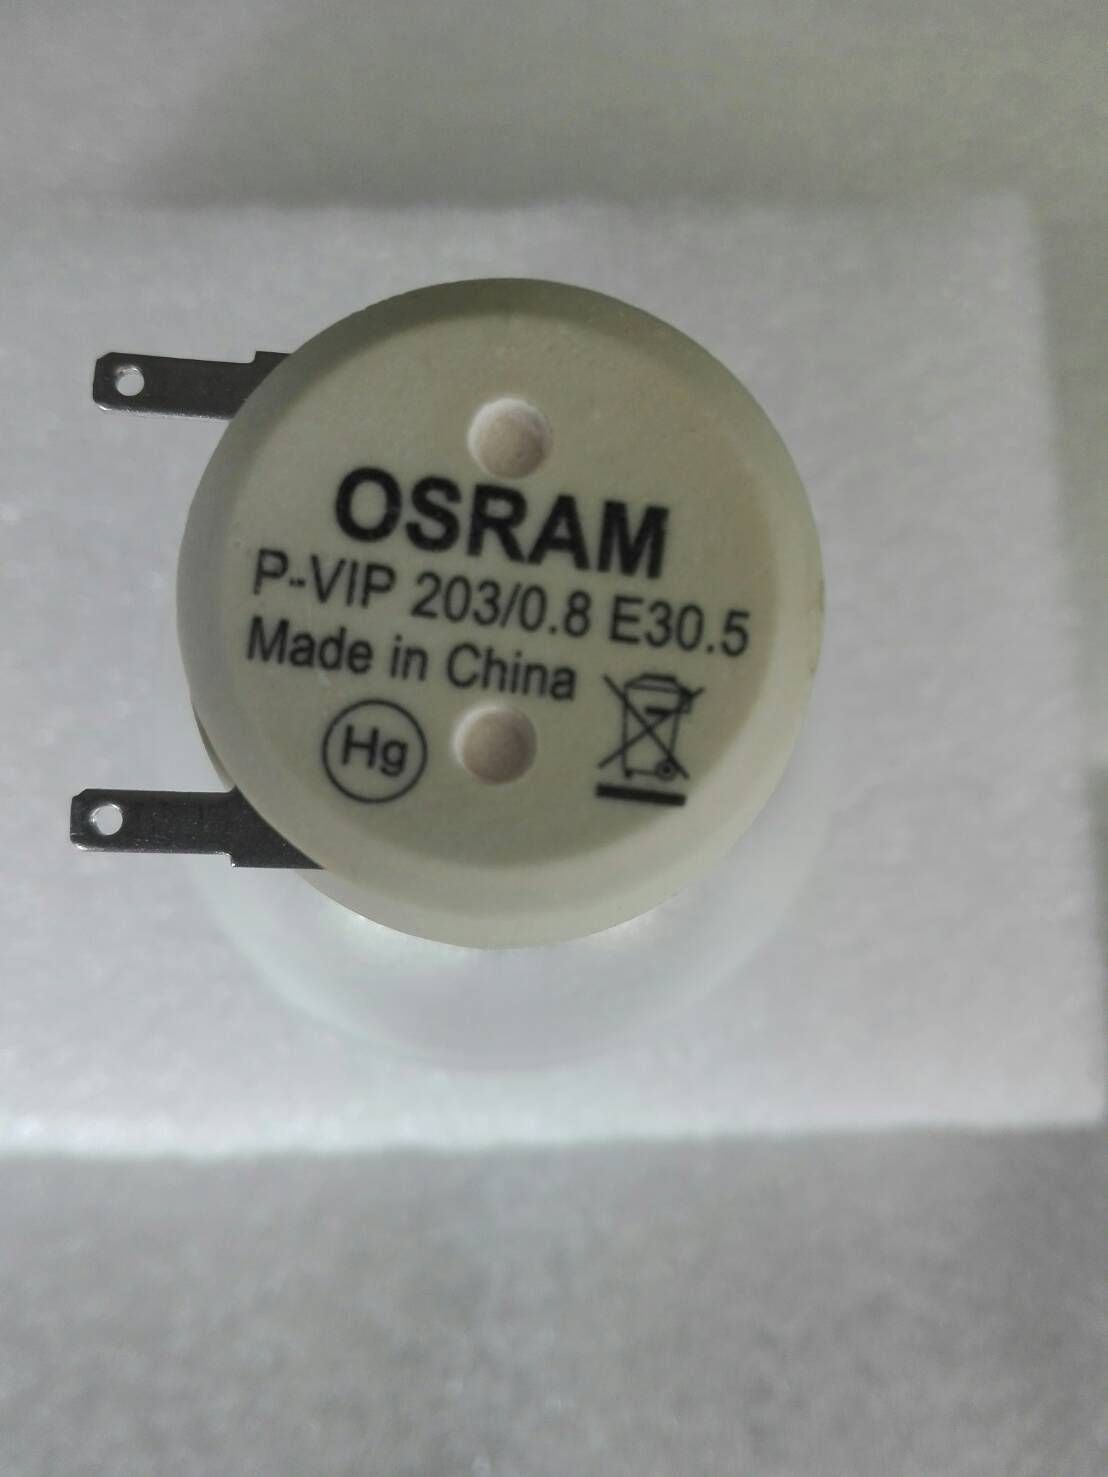 OSRAM
P-VIP 203/0.8 E30.5
Made in China
Hg